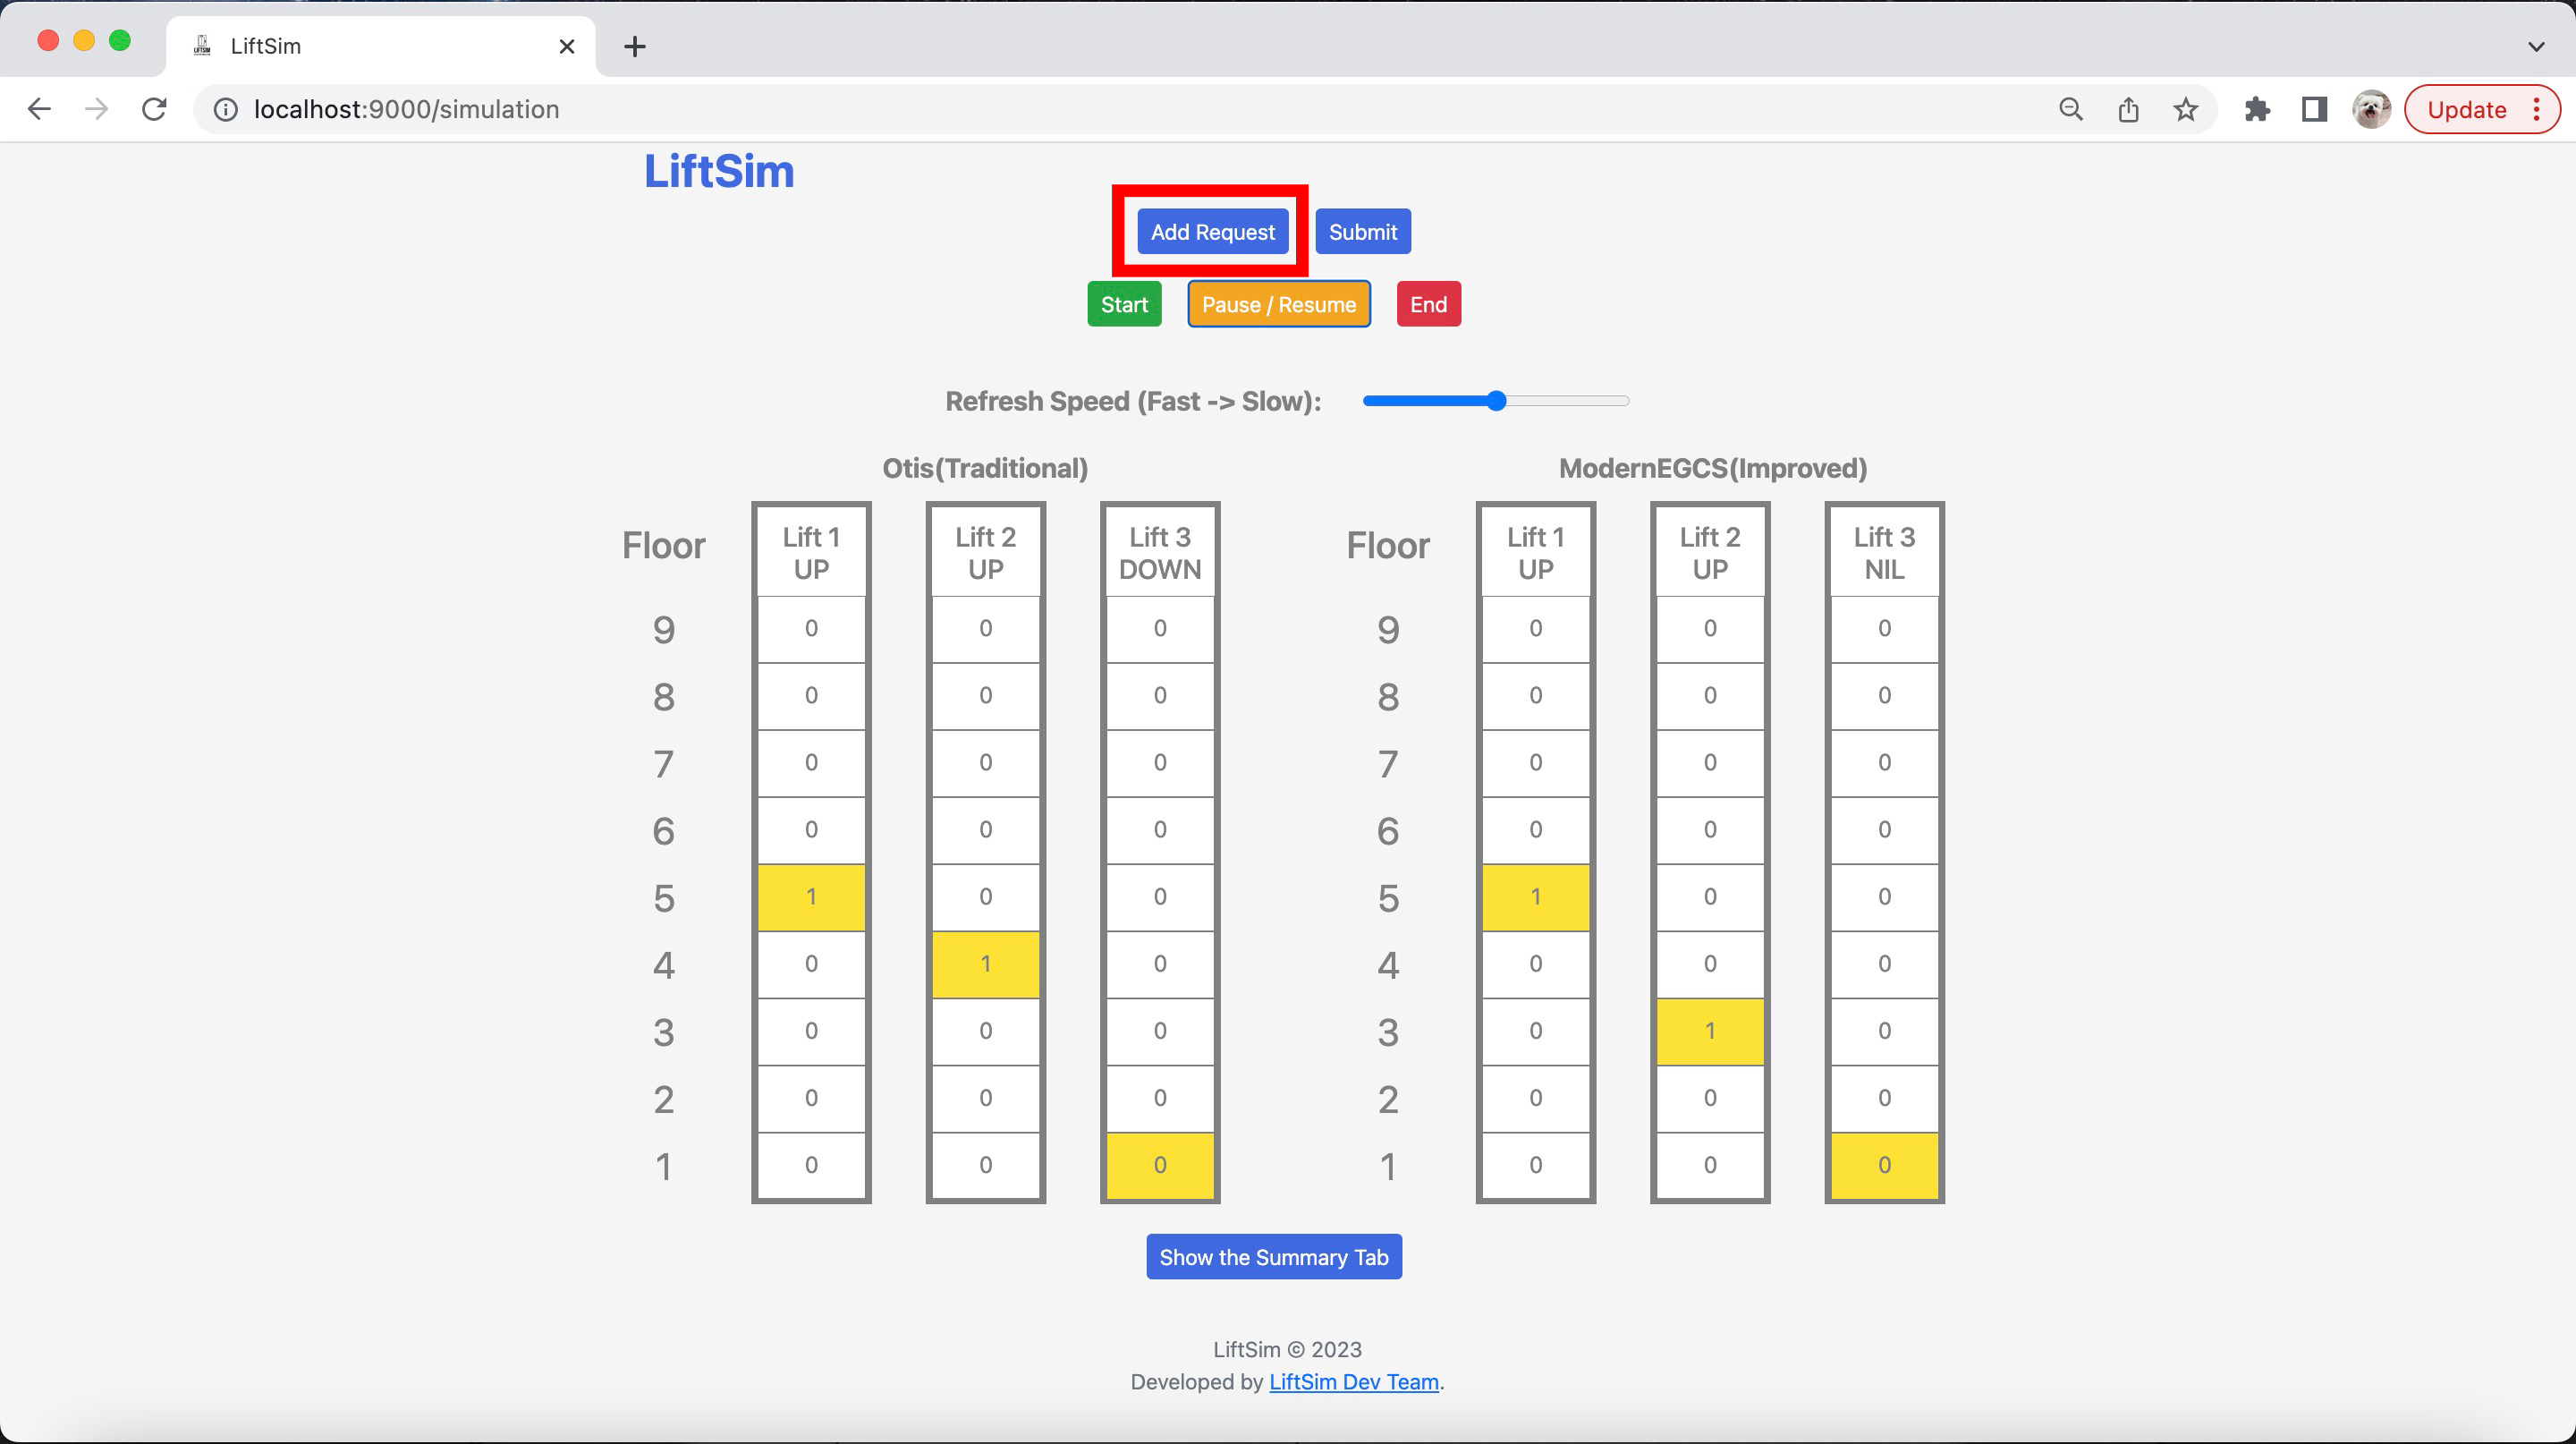 LiftSim
localhost:9000/simulation
Update
LiftSim
Add Request Submit
Start Pause / Resume End
Refresh Speed (Fast -> Slow):
Otis(Traditional) ModernEGCS(Improved)
Floor Lift 1 UP Lift 2 UP Lift 3 DOWN Floor Lift 1 UP Lift 2 UP Lift 3 NIL
9 0 0 0 9 0 0 0
8 0 0 0 8 0 0 0
7 0 0 0 7 0 0 0
6 0 0 0 6 0 0 0
5 1 0 0 5 1 0 0
4 0 1 0 4 0 0 0
3 0 0 0 3 0 1 0
2 0 0 0 2 0 0 0
1 0 0 0 1 0 0 0
Show the Summary Tab
LiftSim © 2023
Developed by LiftSim Dev Team.